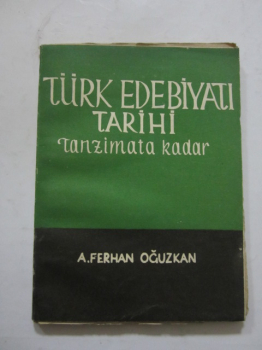 TÜRK EDEBİYATI
TARİHİ
Tanzimata kadar
A.FERHAN OĞUZKAN